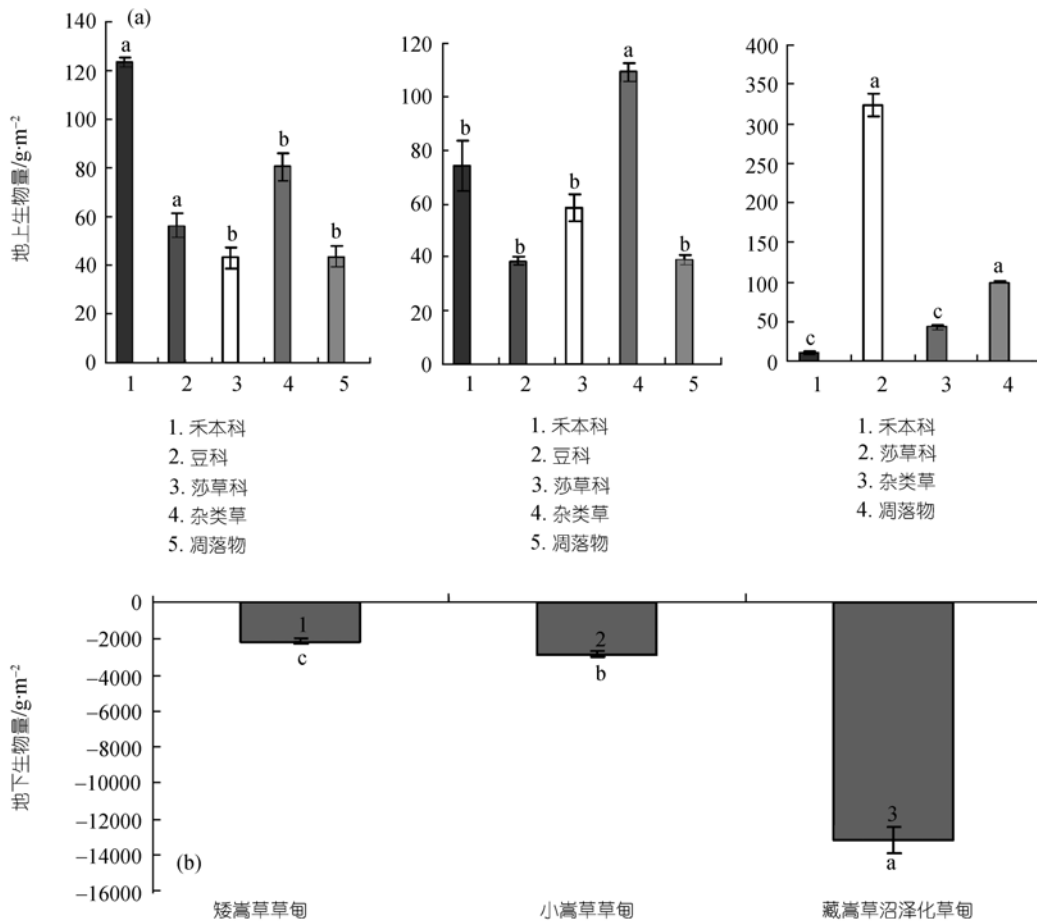 (a)
地上生物量/g·m⁻²
140
120
100
80
60
40
20
0
a
a
b
b
b
1 2 3 4 5
1. 禾本科
2. 豆科
3. 莎草科
4. 杂类草
5. 凋落物
120
100
80
60
40
20
0
b
b
b
a
b
1 2 3 4 5
1. 禾本科
2. 豆科
3. 莎草科
4. 杂类草
5. 凋落物
400
350
300
250
200
150
100
50
0
c
a
c
a
1 2 3 4
1. 禾本科
2. 莎草科
3. 杂类草
4. 凋落物
(b)
地下生物量/g·m⁻²
0
−2000
−4000
−6000
−8000
−10000
−12000
−14000
−16000
1
c
2
b
3
a
矮嵩草草甸 小嵩草草甸 藏嵩草沼泽化草甸